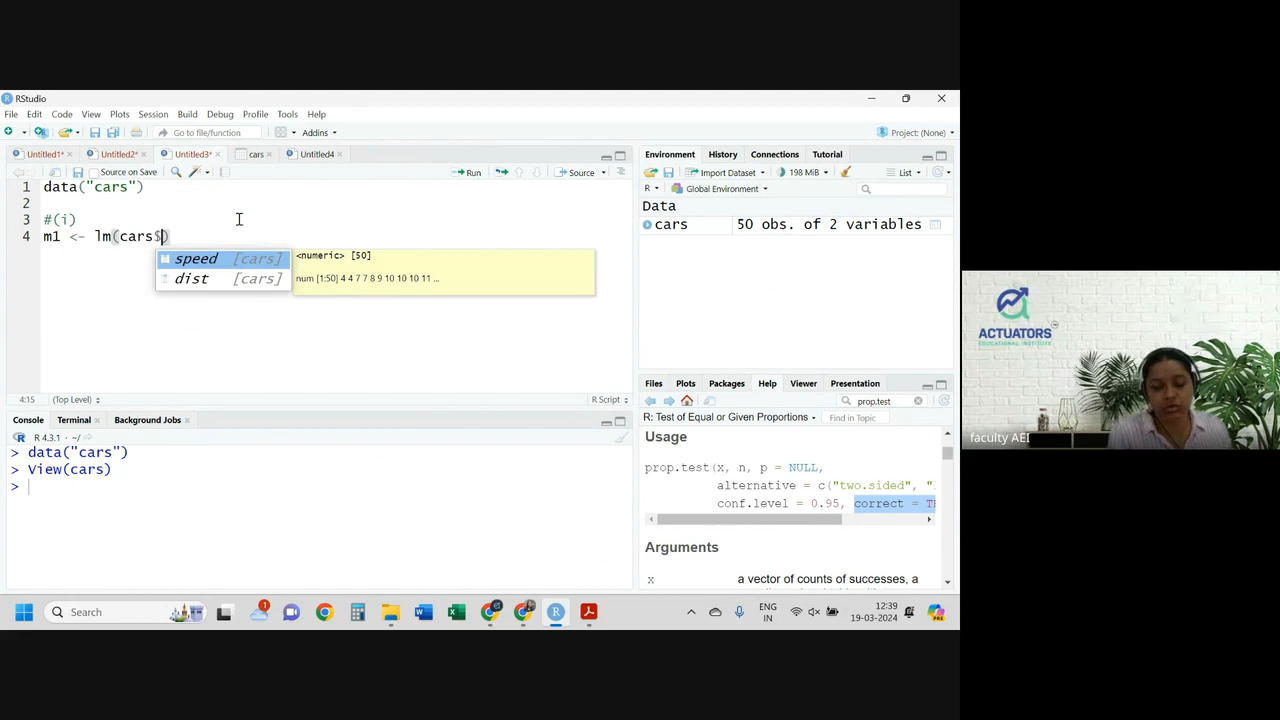 RStudio
File Edit Code View Plots Session Build Debug Profile Tools Help
Go to file/function Addins Project: (None)
Untitled1* Untitled2* Untitled3* cars Untitled4
Source on Save Run Source
1 data("cars")
2
3 #(i)
4 m1 <- lm(cars$)
speed [cars] <numeric> [50]
dist [cars] num [1:50] 4 4 7 7 8 9 10 10 10 11 ...
4:15 (Top Level) R Script
Console Terminal Background Jobs
R 4.3.1 · ~/
> data("cars")
> View(cars)
>
Environment History Connections Tutorial
Import Dataset 198 MiB List
R Global Environment
Data
cars 50 obs. of 2 variables
Files Plots Packages Help Viewer Presentation
prop.test
R: Test of Equal or Given Proportions Find in Topic
Usage
prop.test(x, n, p = NULL,
alternative = c("two.sided", "
conf.level = 0.95, correct = T
Arguments
x a vector of counts of successes, a
Search 1 ENG IN 12:39 19-03-2024 PRE
ACTUATORS
EDUCATIONAL INSTITUTE
faculty AEI